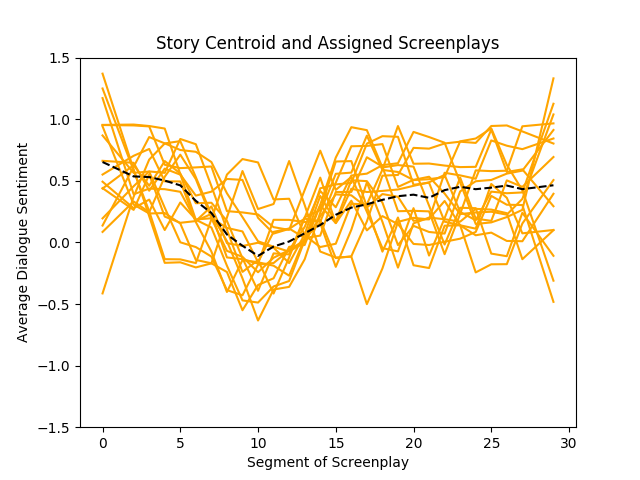 Story Centroid and Assigned Screenplays
Average Dialogue Sentiment
1.5
1.0
0.5
0.0
−0.5
−1.0
−1.5
0 5 10 15 20 25 30
Segment of Screenplay